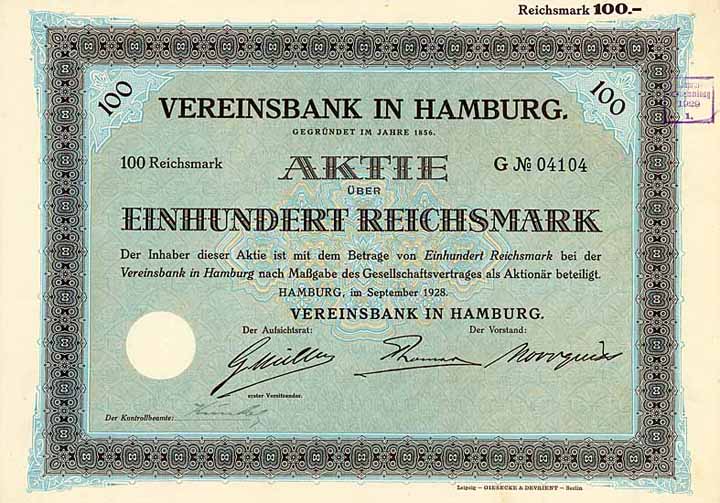 Reichsmark 100.–
100
100
VEREINSBANK IN HAMBURG.
GEGRÜNDET IM JAHRE 1856.
1929
1.
100 Reichsmark AKTIE G № 04104
ÜBER
EINHUNDERT REICHSMARK
Der Inhaber dieser Aktie ist mit dem Betrage von Einhundert Reichsmark bei der
Vereinsbank in Hamburg nach Maßgabe des Gesellschaftsvertrages als Aktionär beteiligt.
HAMBURG, im September 1928.
VEREINSBANK IN HAMBURG.
Der Aufsichtsrat: Der Vorstand:
erster Vorsitzender.
Der Kontrollbeamte:
Leipzig – GIESECKE & DEVRIENT – Berlin